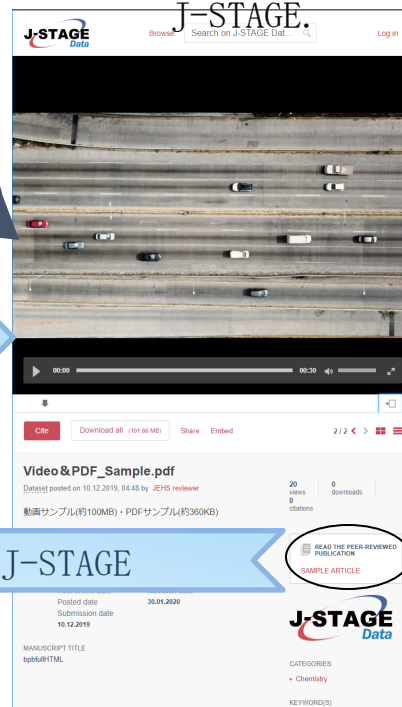 J-STAGE.
J-STAGE
Data
Browse
Search on J-STAGE Dat...
Log in
00:00
00:30
Cite
Download all (101.66 MB)
Share
Embed
2 / 2
Video&PDF_Sample.pdf
Dataset posted on 10.12.2019, 04:48 by JEHS reviewer
動画サンプル(約100MB)・PDFサンプル(約360KB)
20
views
0
downloads
0
citations
READ THE PEER-REVIEWED
PUBLICATION
SAMPLE ARTICLE
J-STAGE
Posted date
30.01.2020
Submission date
10.12.2019
MANUSCRIPT TITLE
bpbfullHTML
J-STAGE
Data
CATEGORIES
• Chemistry
KEYWORD(S)